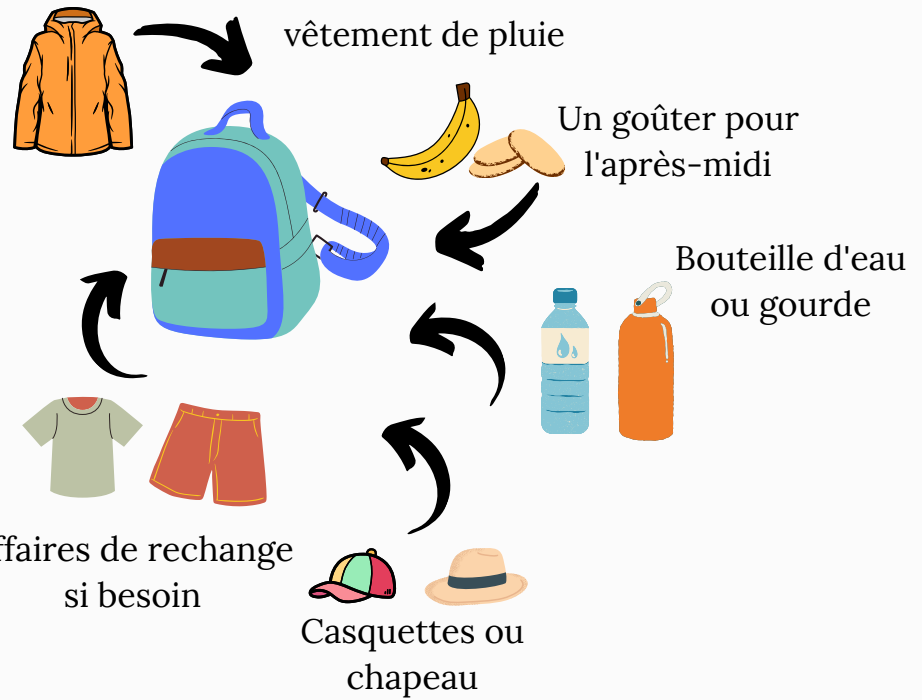 vêtement de pluie
Un goûter pour
l'après-midi
Bouteille d'eau
ou gourde
ffaires de rechange
si besoin
Casquettes ou
chapeau